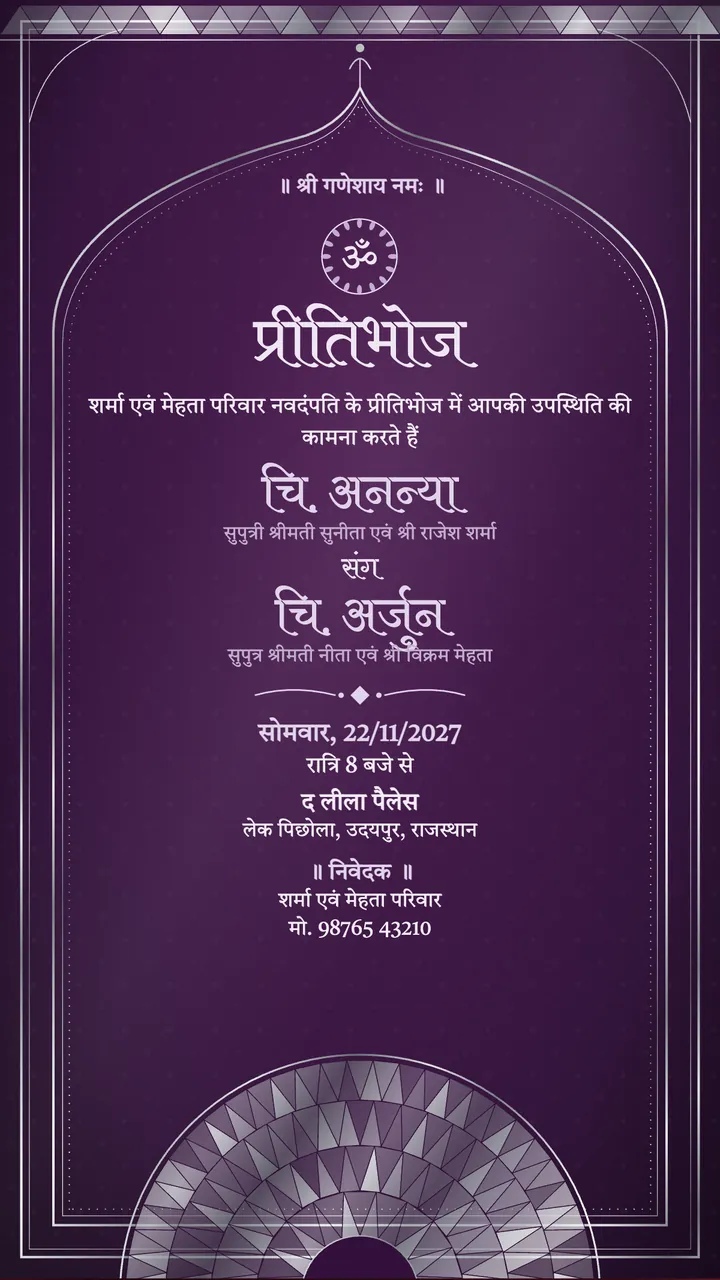 ॥ श्री गणेशाय नमः ॥
ॐ
प्रीतिभोज
शर्मा एवं मेहता परिवार नवदंपति के प्रीतिभोज में आपकी उपस्थिति की
कामना करते हैं
चि. अनन्या
सुपुत्री श्रीमती सुनीता एवं श्री राजेश शर्मा
संग
चि. अर्जुन
सुपुत्र श्रीमती नीता एवं श्री विक्रम मेहता
सोमवार, 22/11/2027
रात्रि 8 बजे से
द लीला पैलेस
लेक पिछोला, उदयपुर, राजस्थान
॥ निवेदक ॥
शर्मा एवं मेहता परिवार
मो. 98765 43210